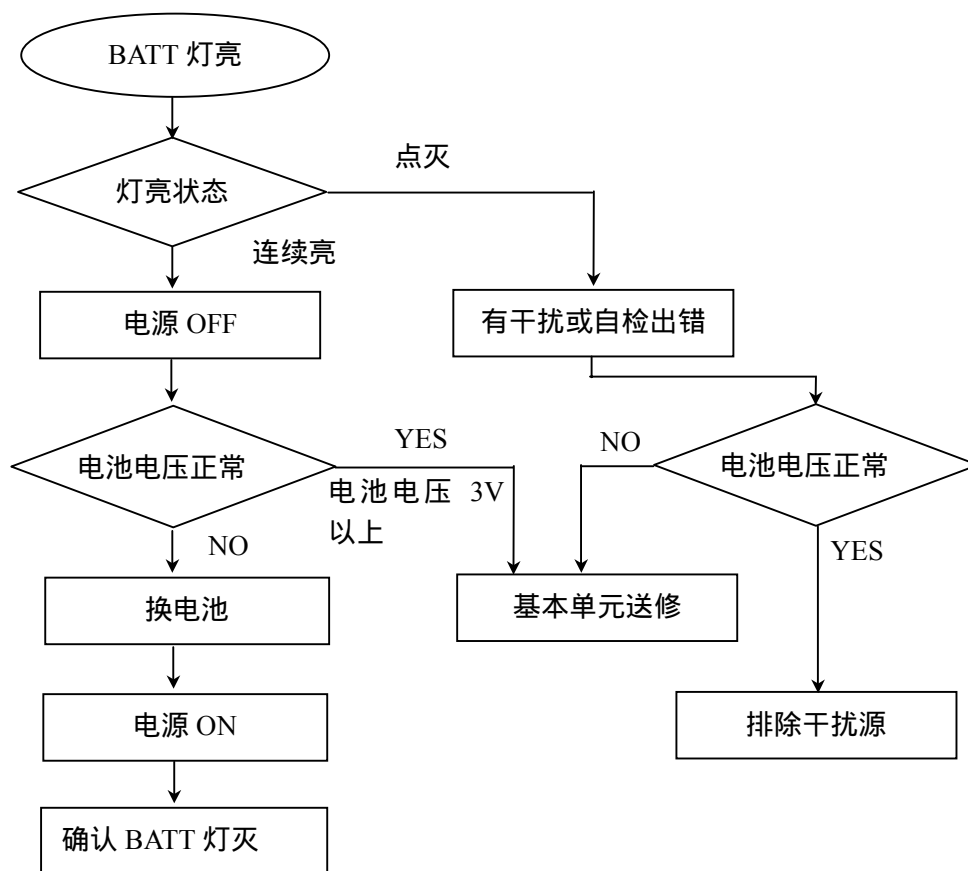 BATT 灯亮
点灭
灯亮状态
连续亮
电源 OFF
有干扰或自检出错
YES
NO
电池电压正常
电池电压正常
电池电压 3V
以上
NO
YES
换电池
基本单元送修
电源 ON
排除干扰源
确认 BATT 灯灭